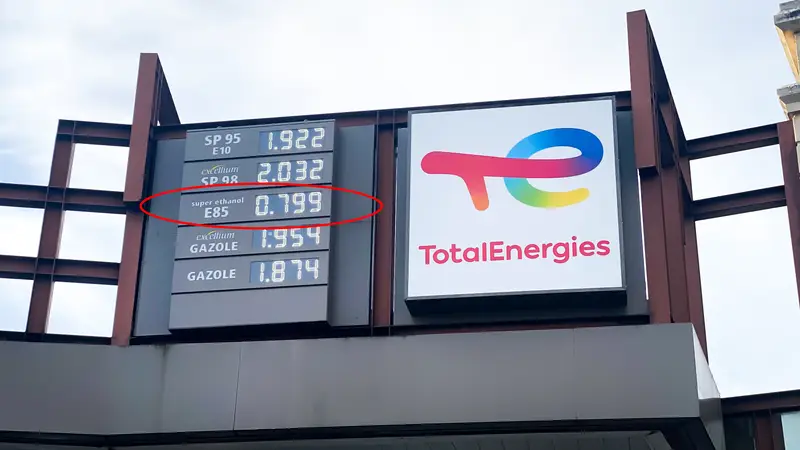 SP 95 1.922
E10
excellium
SP 98 2.032
super ethanol
E85 0.799
excellium
GAZOLE 1.954
GAZOLE 1.874
TE
TotalEnergies